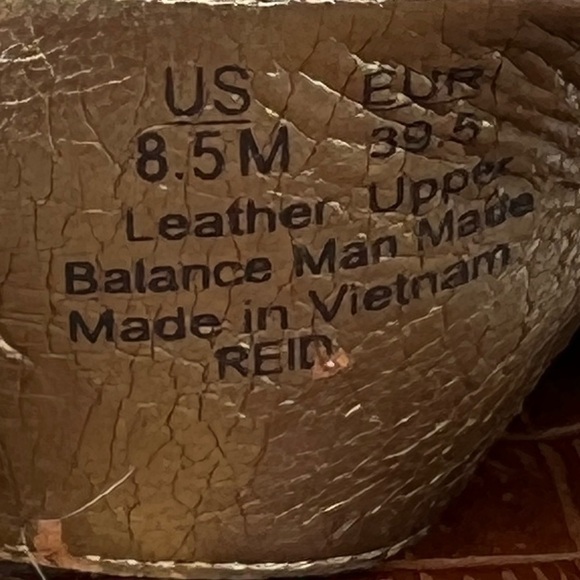 US EUR
8.5 M 39.5
Leather Upper
Balance Man Made
Made in Vietnam
REID